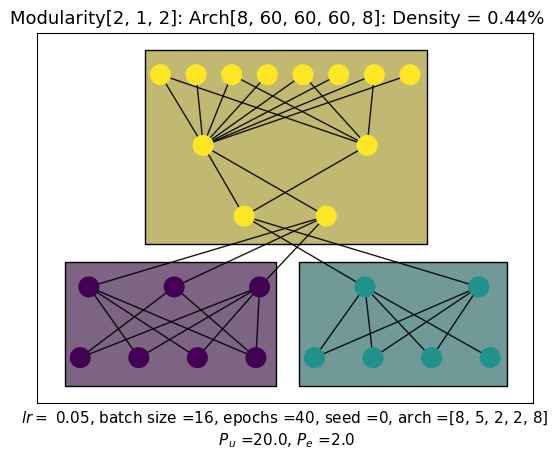 Modularity[2, 1, 2]: Arch[8, 60, 60, 60, 8]: Density = 0.44%
lr = 0.05, batch size =16, epochs =40, seed =0, arch =[8, 5, 2, 2, 8]
P_u =20.0, P_e =2.0